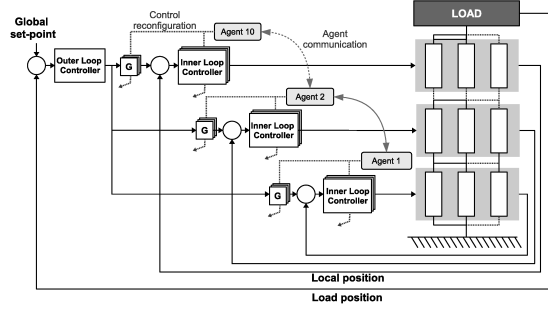 Global
set-point
Control
reconfiguration
Agent 10
Agent
communication
LOAD
Outer Loop
Controller
G
Inner Loop
Controller
Agent 2
G
Inner Loop
Controller
Agent 1
G
Inner Loop
Controller
Local position
Load position